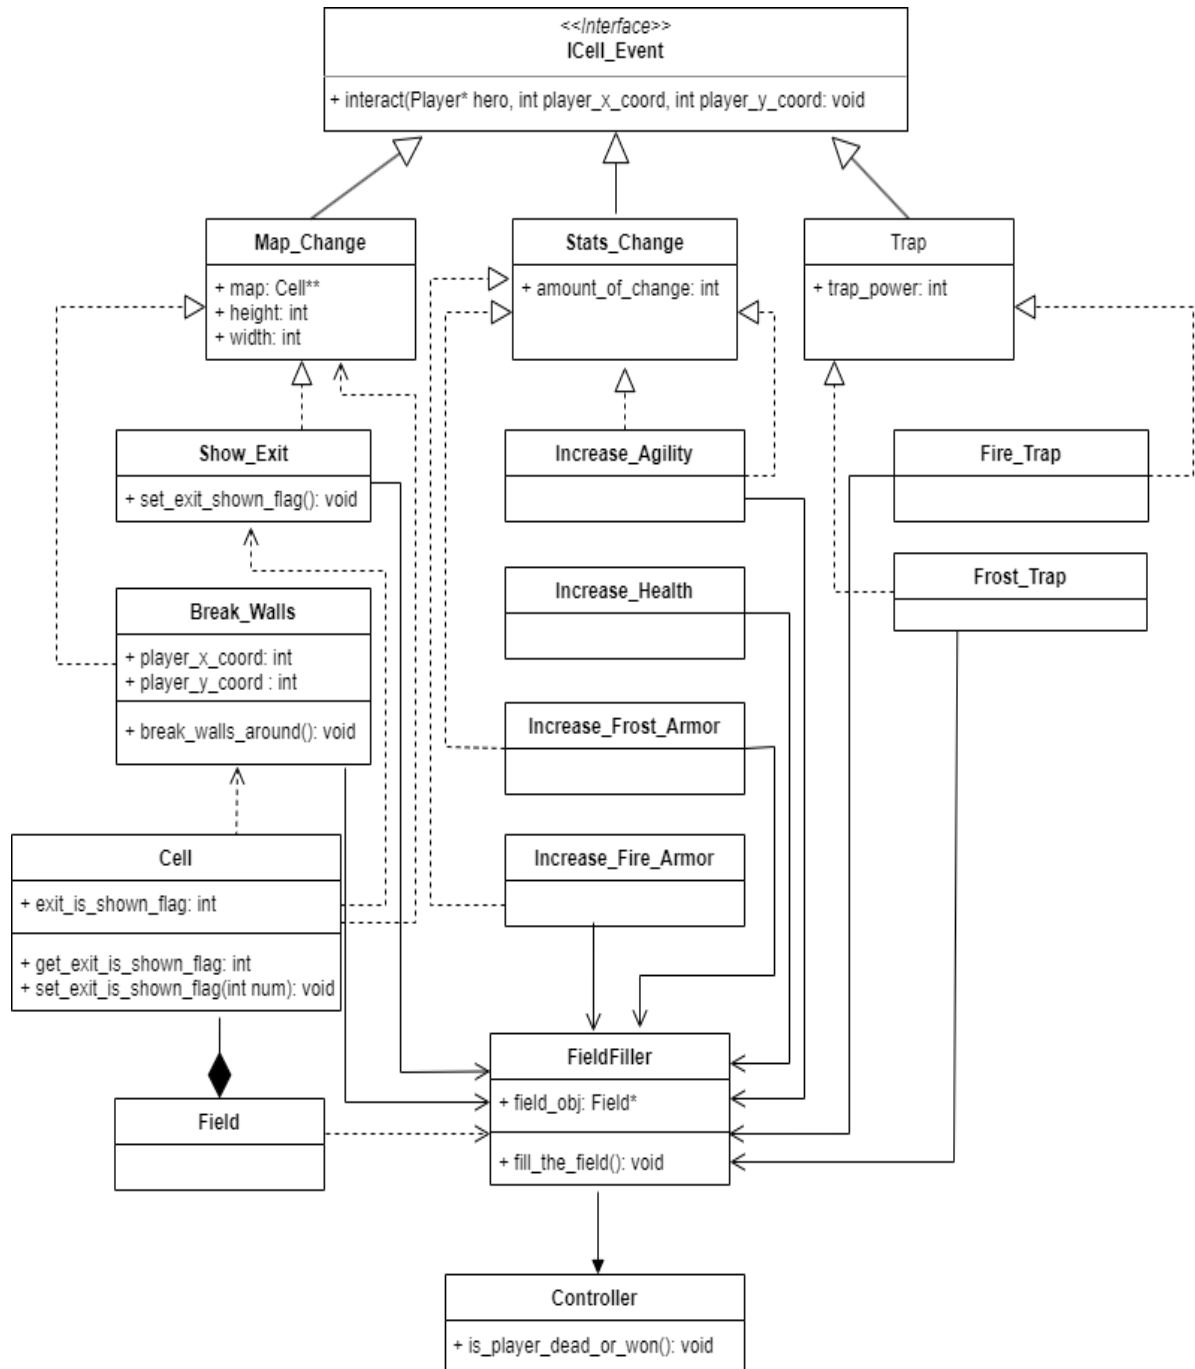 <<Interface>>
ICell_Event
+ interact(Player* hero, int player_x_coord, int player_y_coord: void
Map_Change
+ map: Cell**
+ height: int
+ width: int
Stats_Change
+ amount_of_change: int
Trap
+ trap_power: int
Show_Exit
+ set_exit_shown_flag(): void
Increase_Agility
Fire_Trap
Frost_Trap
Increase_Health
Break_Walls
+ player_x_coord: int
+ player_y_coord : int
+ break_walls_around(): void
Increase_Frost_Armor
Increase_Fire_Armor
Cell
+ exit_is_shown_flag: int
+ get_exit_is_shown_flag: int
+ set_exit_is_shown_flag(int num): void
Field
FieldFiller
+ field_obj: Field*
+ fill_the_field(): void
Controller
+ is_player_dead_or_won(): void